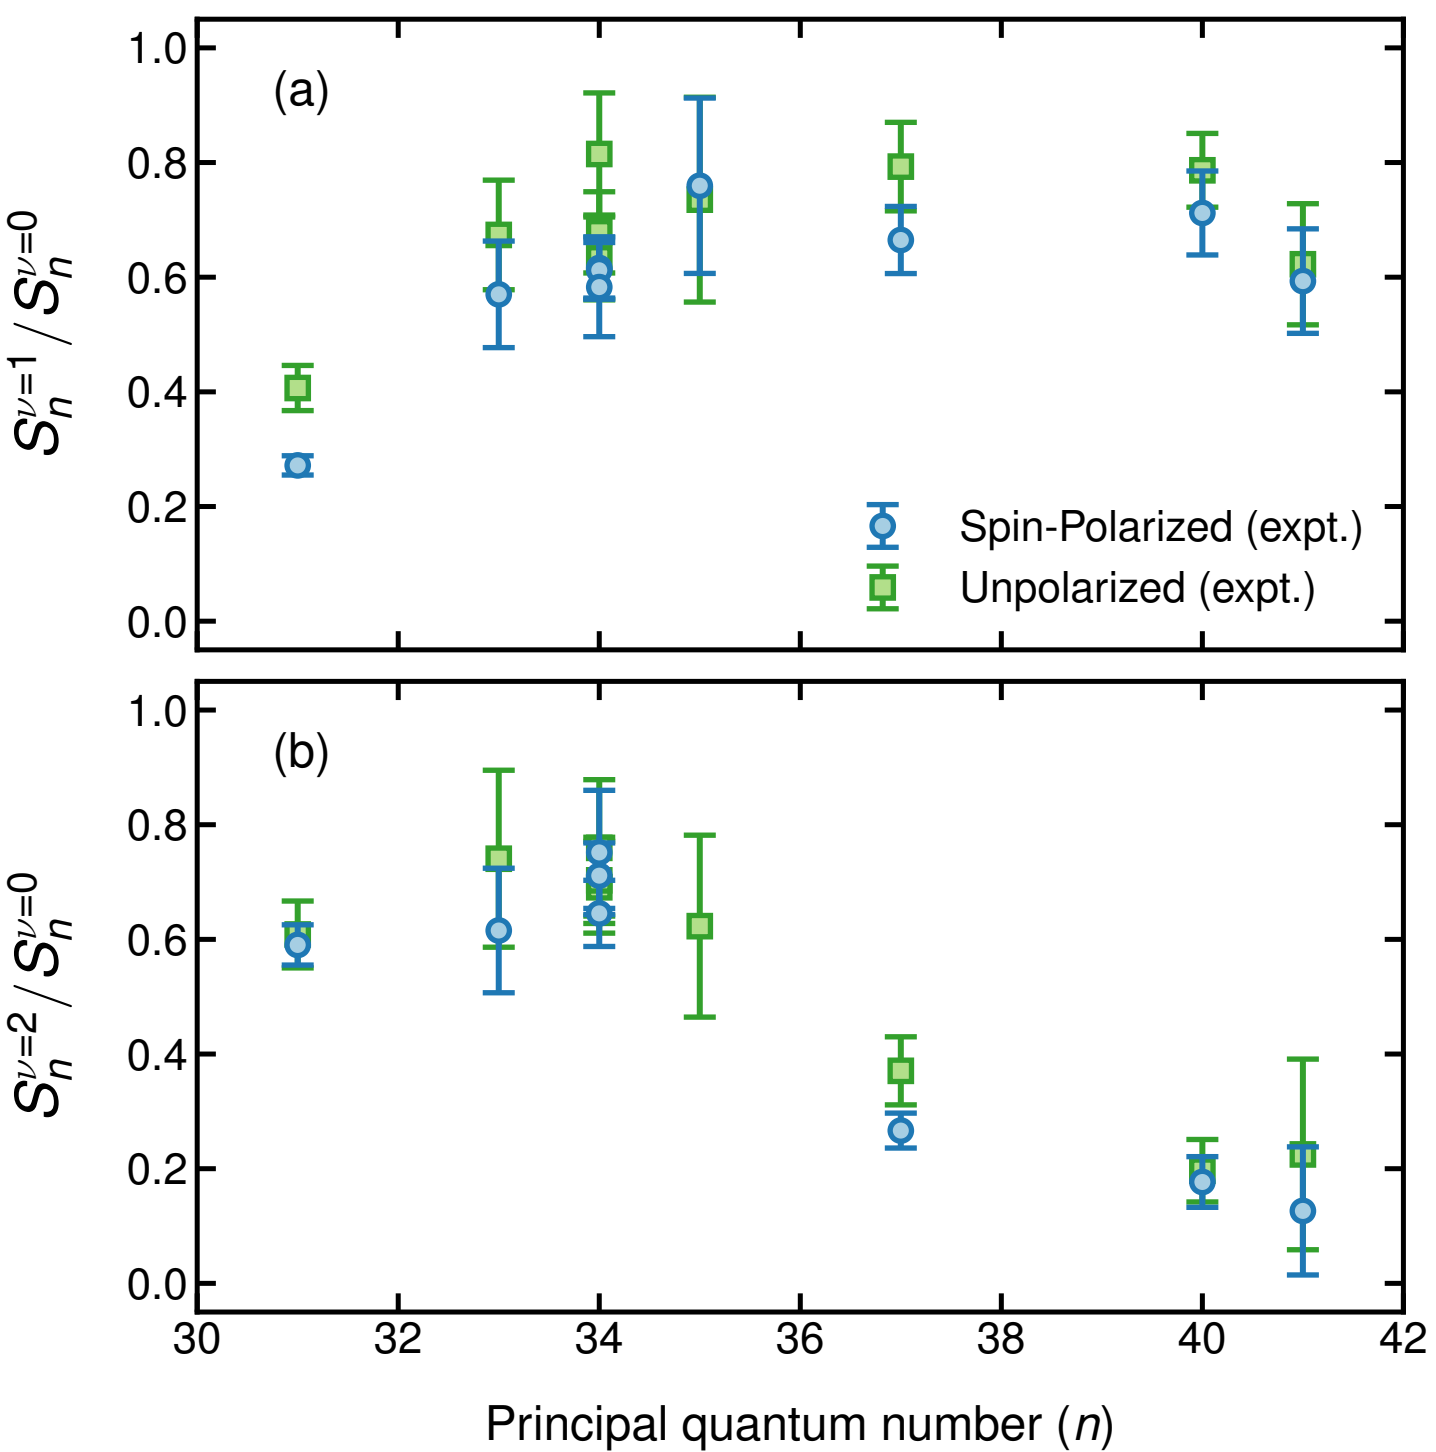 (a)
1.0
0.8
0.6
0.4
0.2
0.0
S_n^{ν=1} / S_n^{ν=0}
Spin-Polarized (expt.)
Unpolarized (expt.)
(b)
1.0
0.8
0.6
0.4
0.2
0.0
S_n^{ν=2} / S_n^{ν=0}
30 32 34 36 38 40 42
Principal quantum number (n)